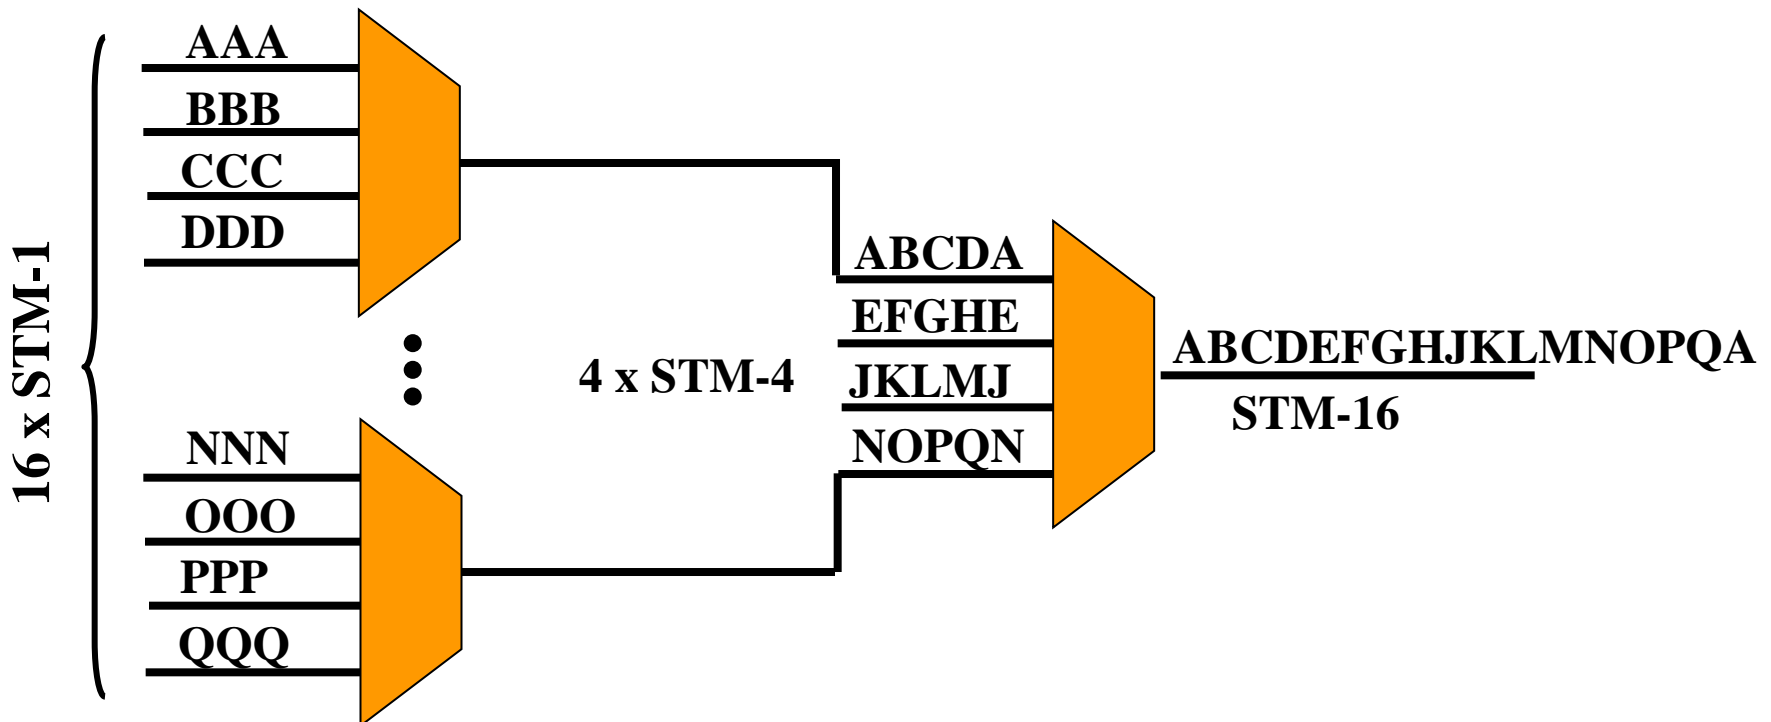 16 x STM-1
AAA
BBB
CCC
DDD
NNN
OOO
PPP
QQQ
4 x STM-4
ABCDA
EFGHE
JKLMJ
NOPQN
ABCDEFGHJKLMNOPQA
STM-16